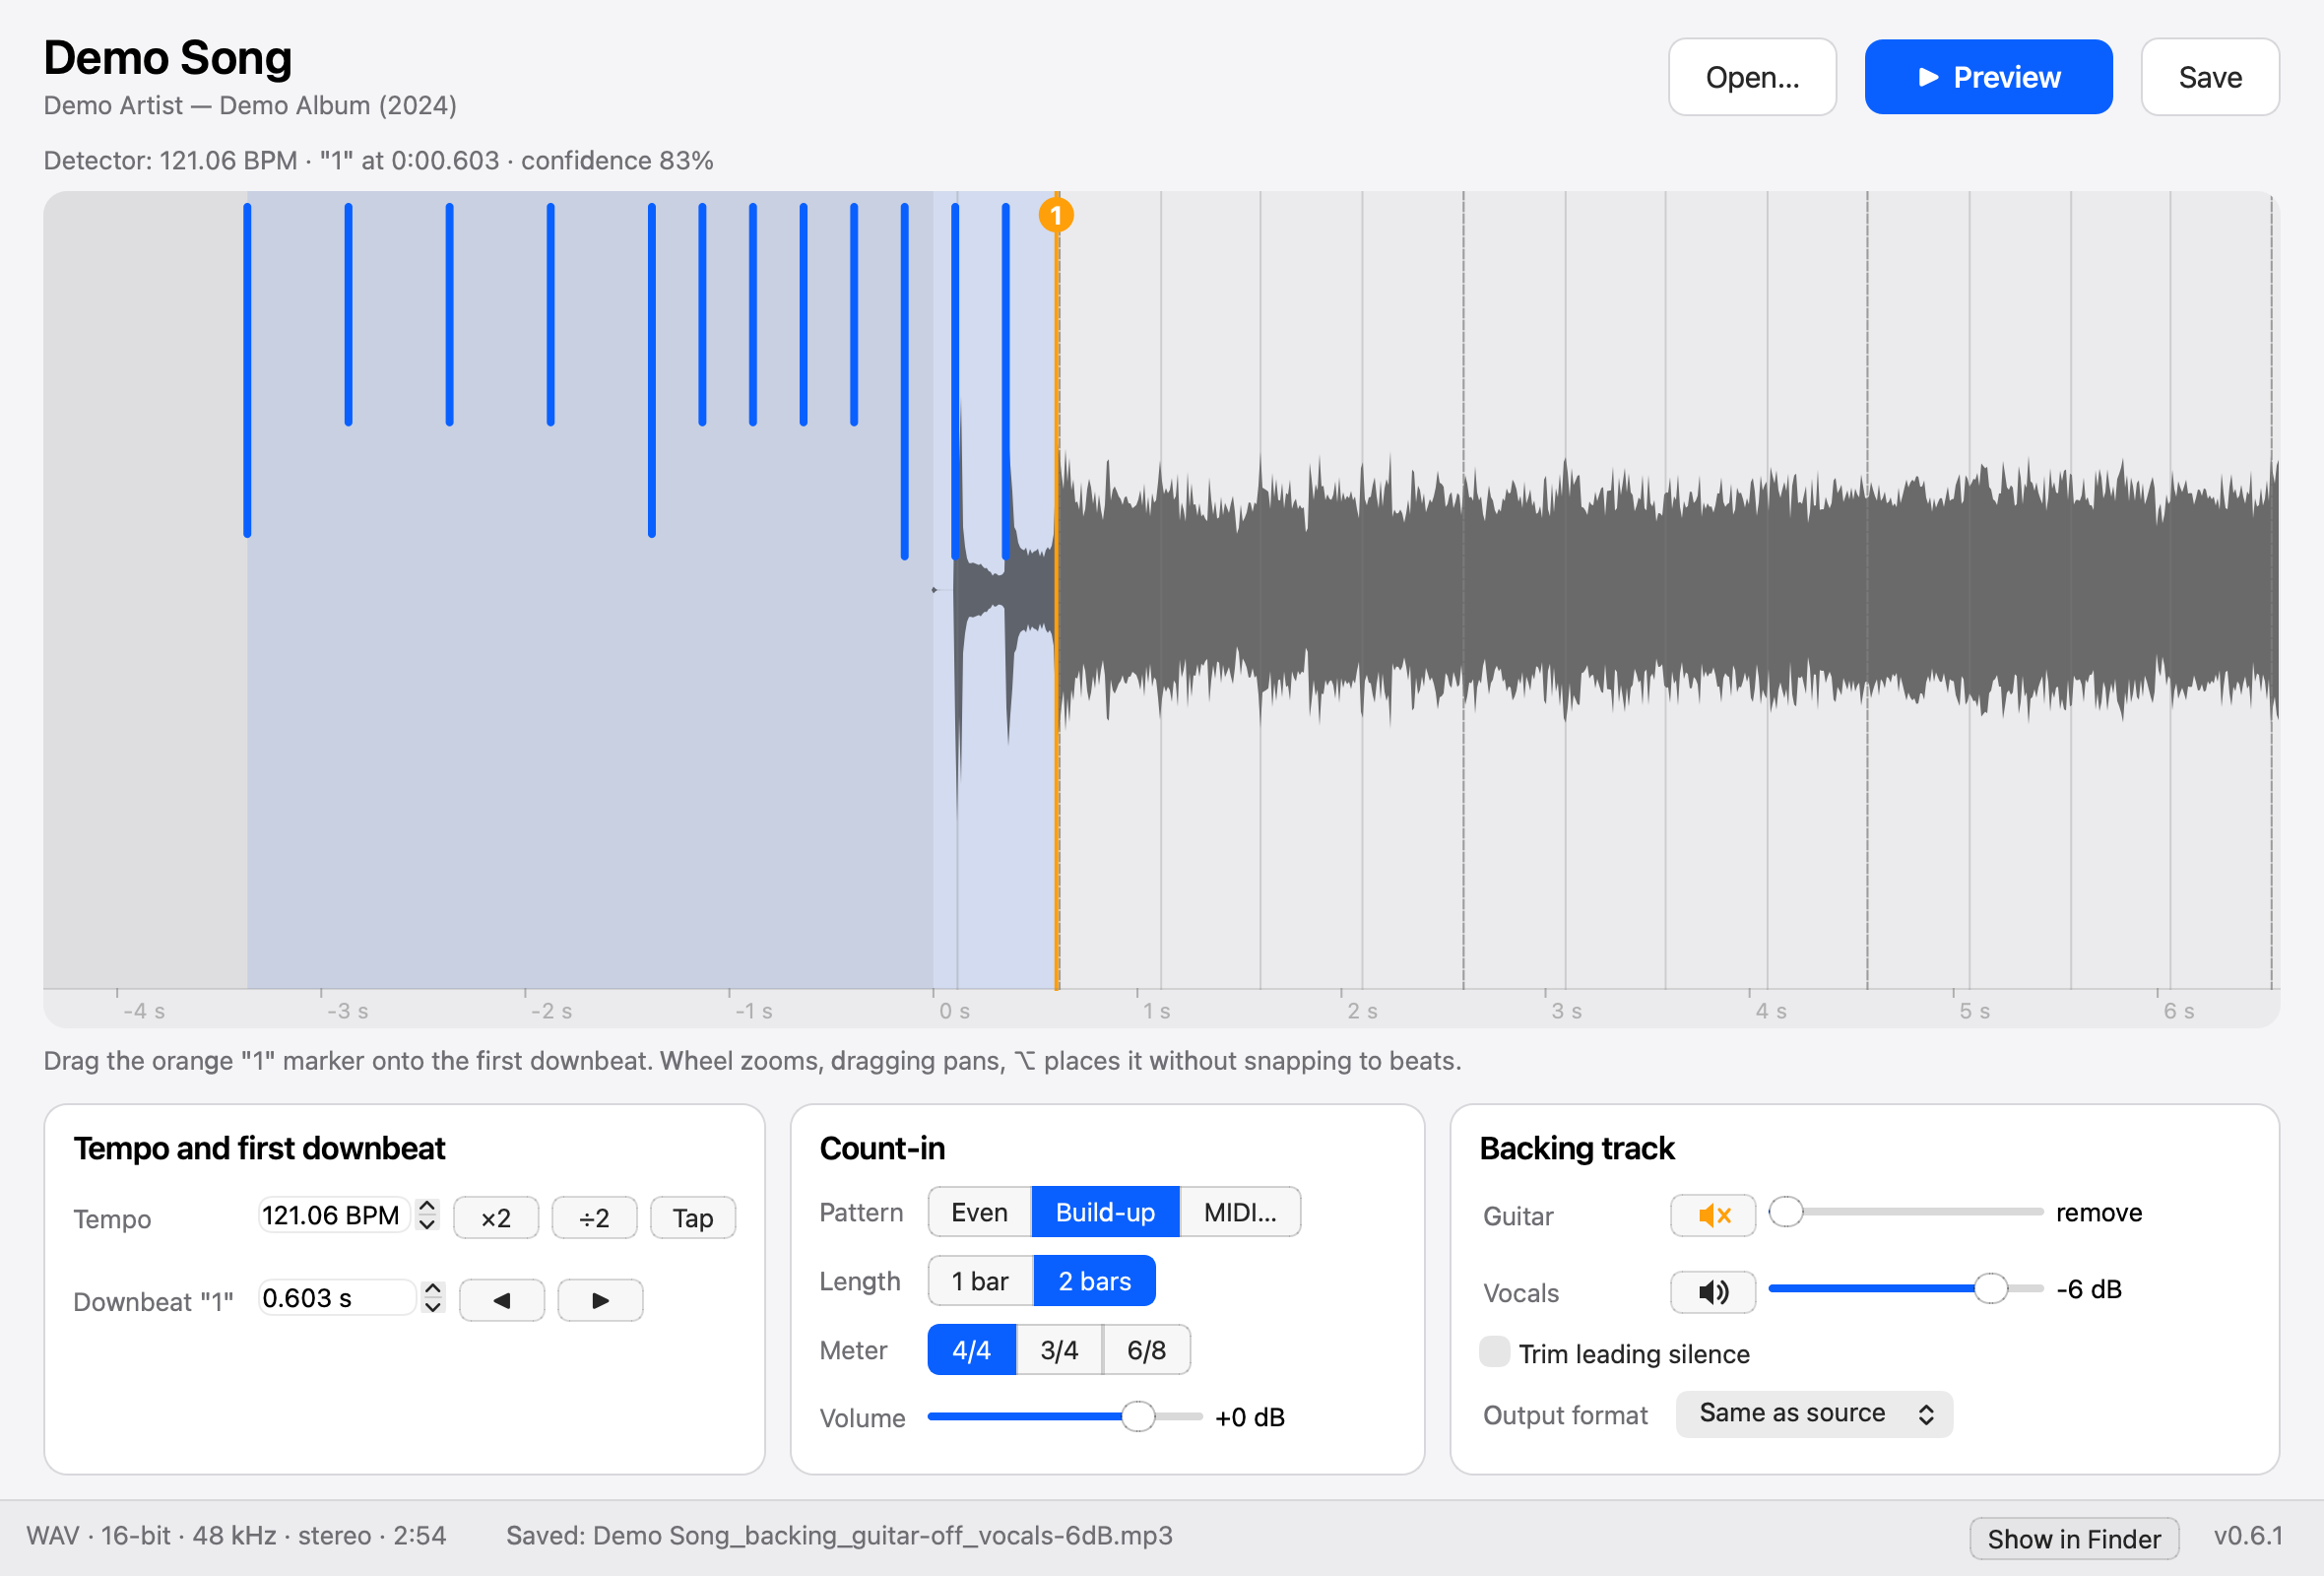 Demo Song
Demo Artist — Demo Album (2024)
Open...
▶ Preview
Save
Detector: 121.06 BPM · "1" at 0:00.603 · confidence 83%
1
-4 s
-3 s
-2 s
-1 s
0 s
1 s
2 s
3 s
4 s
5 s
6 s
Drag the orange "1" marker onto the first downbeat. Wheel zooms, dragging pans, ⌥ places it without snapping to beats.
Tempo and first downbeat
Tempo 121.06 BPM ×2 ÷2 Tap
Downbeat "1" 0.603 s ◀ ▶
Count-in
Pattern Even Build-up MIDI...
Length 1 bar 2 bars
Meter 4/4 3/4 6/8
Volume +0 dB
Backing track
Guitar remove
Vocals -6 dB
Trim leading silence
Output format Same as source
WAV · 16-bit · 48 kHz · stereo · 2:54
Saved: Demo Song_backing_guitar-off_vocals-6dB.mp3
Show in Finder
v0.6.1